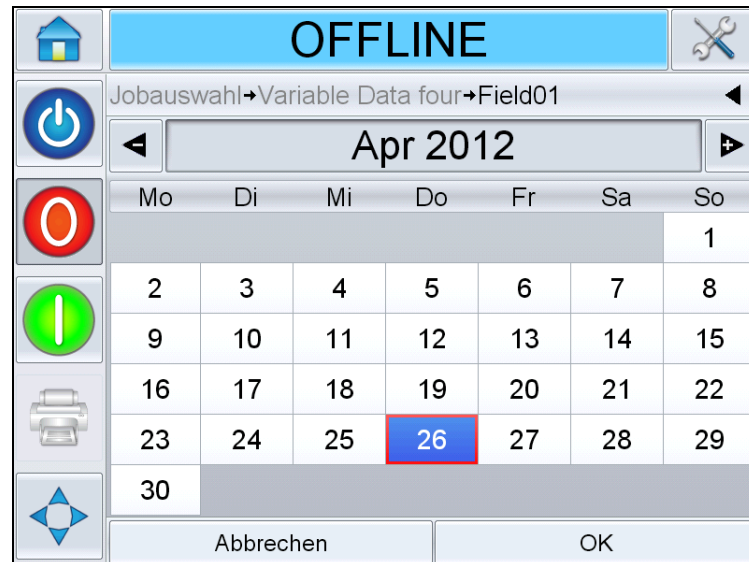 OFFLINE
Jobauswahl→Variable Data four→Field01
Apr 2012
Mo Di Mi Do Fr Sa So
1
2 3 4 5 6 7 8
9 10 11 12 13 14 15
16 17 18 19 20 21 22
23 24 25 26 27 28 29
30
Abbrechen OK